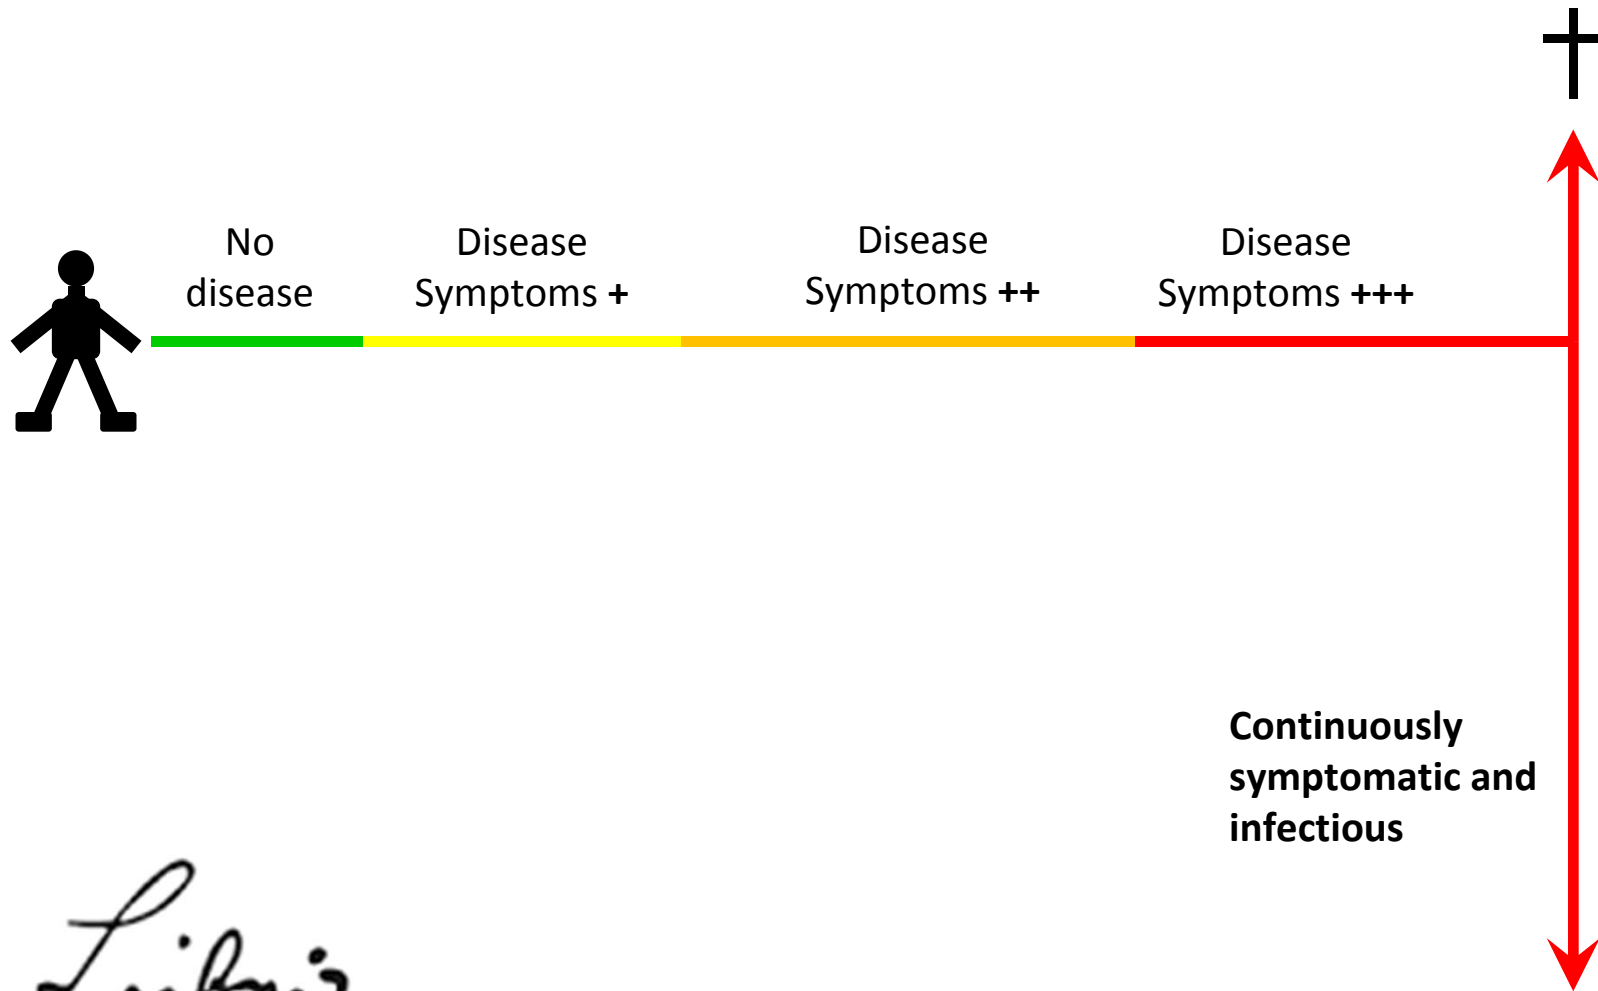 No
disease
Disease
Symptoms +
Disease
Symptoms ++
Disease
Symptoms +++
Continuously
symptomatic and
infectious